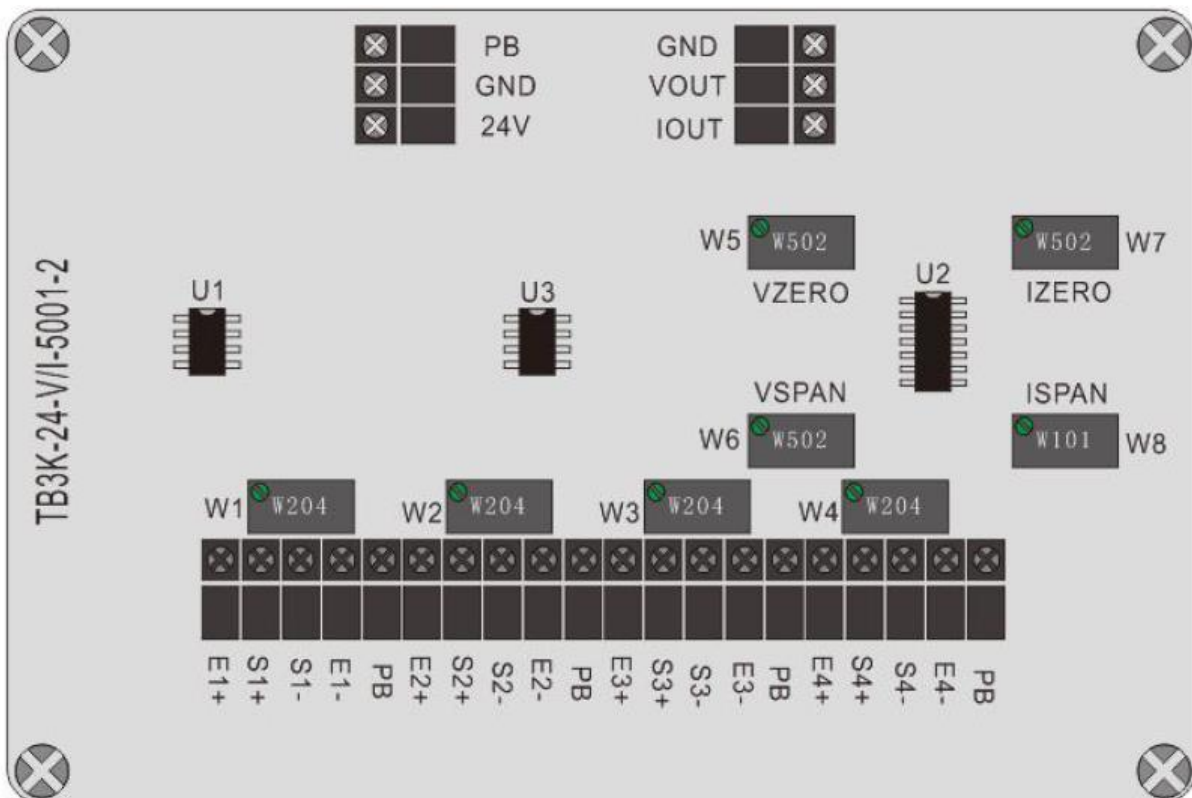 PB GND
GND VOUT
24V IOUT
TB3K-24-V/I-5001-2
W5 W502 W502 W7
VZERO IZERO
U1 U3 U2
VSPAN ISPAN
W6 W502 W101 W8
W1 W204 W2 W204 W3 W204 W4 W204
E1+ S1+ S1- E1- PB E2+ S2+ S2- E2- PB E3+ S3+ S3- E3- PB E4+ S4+ S4- E4- PB